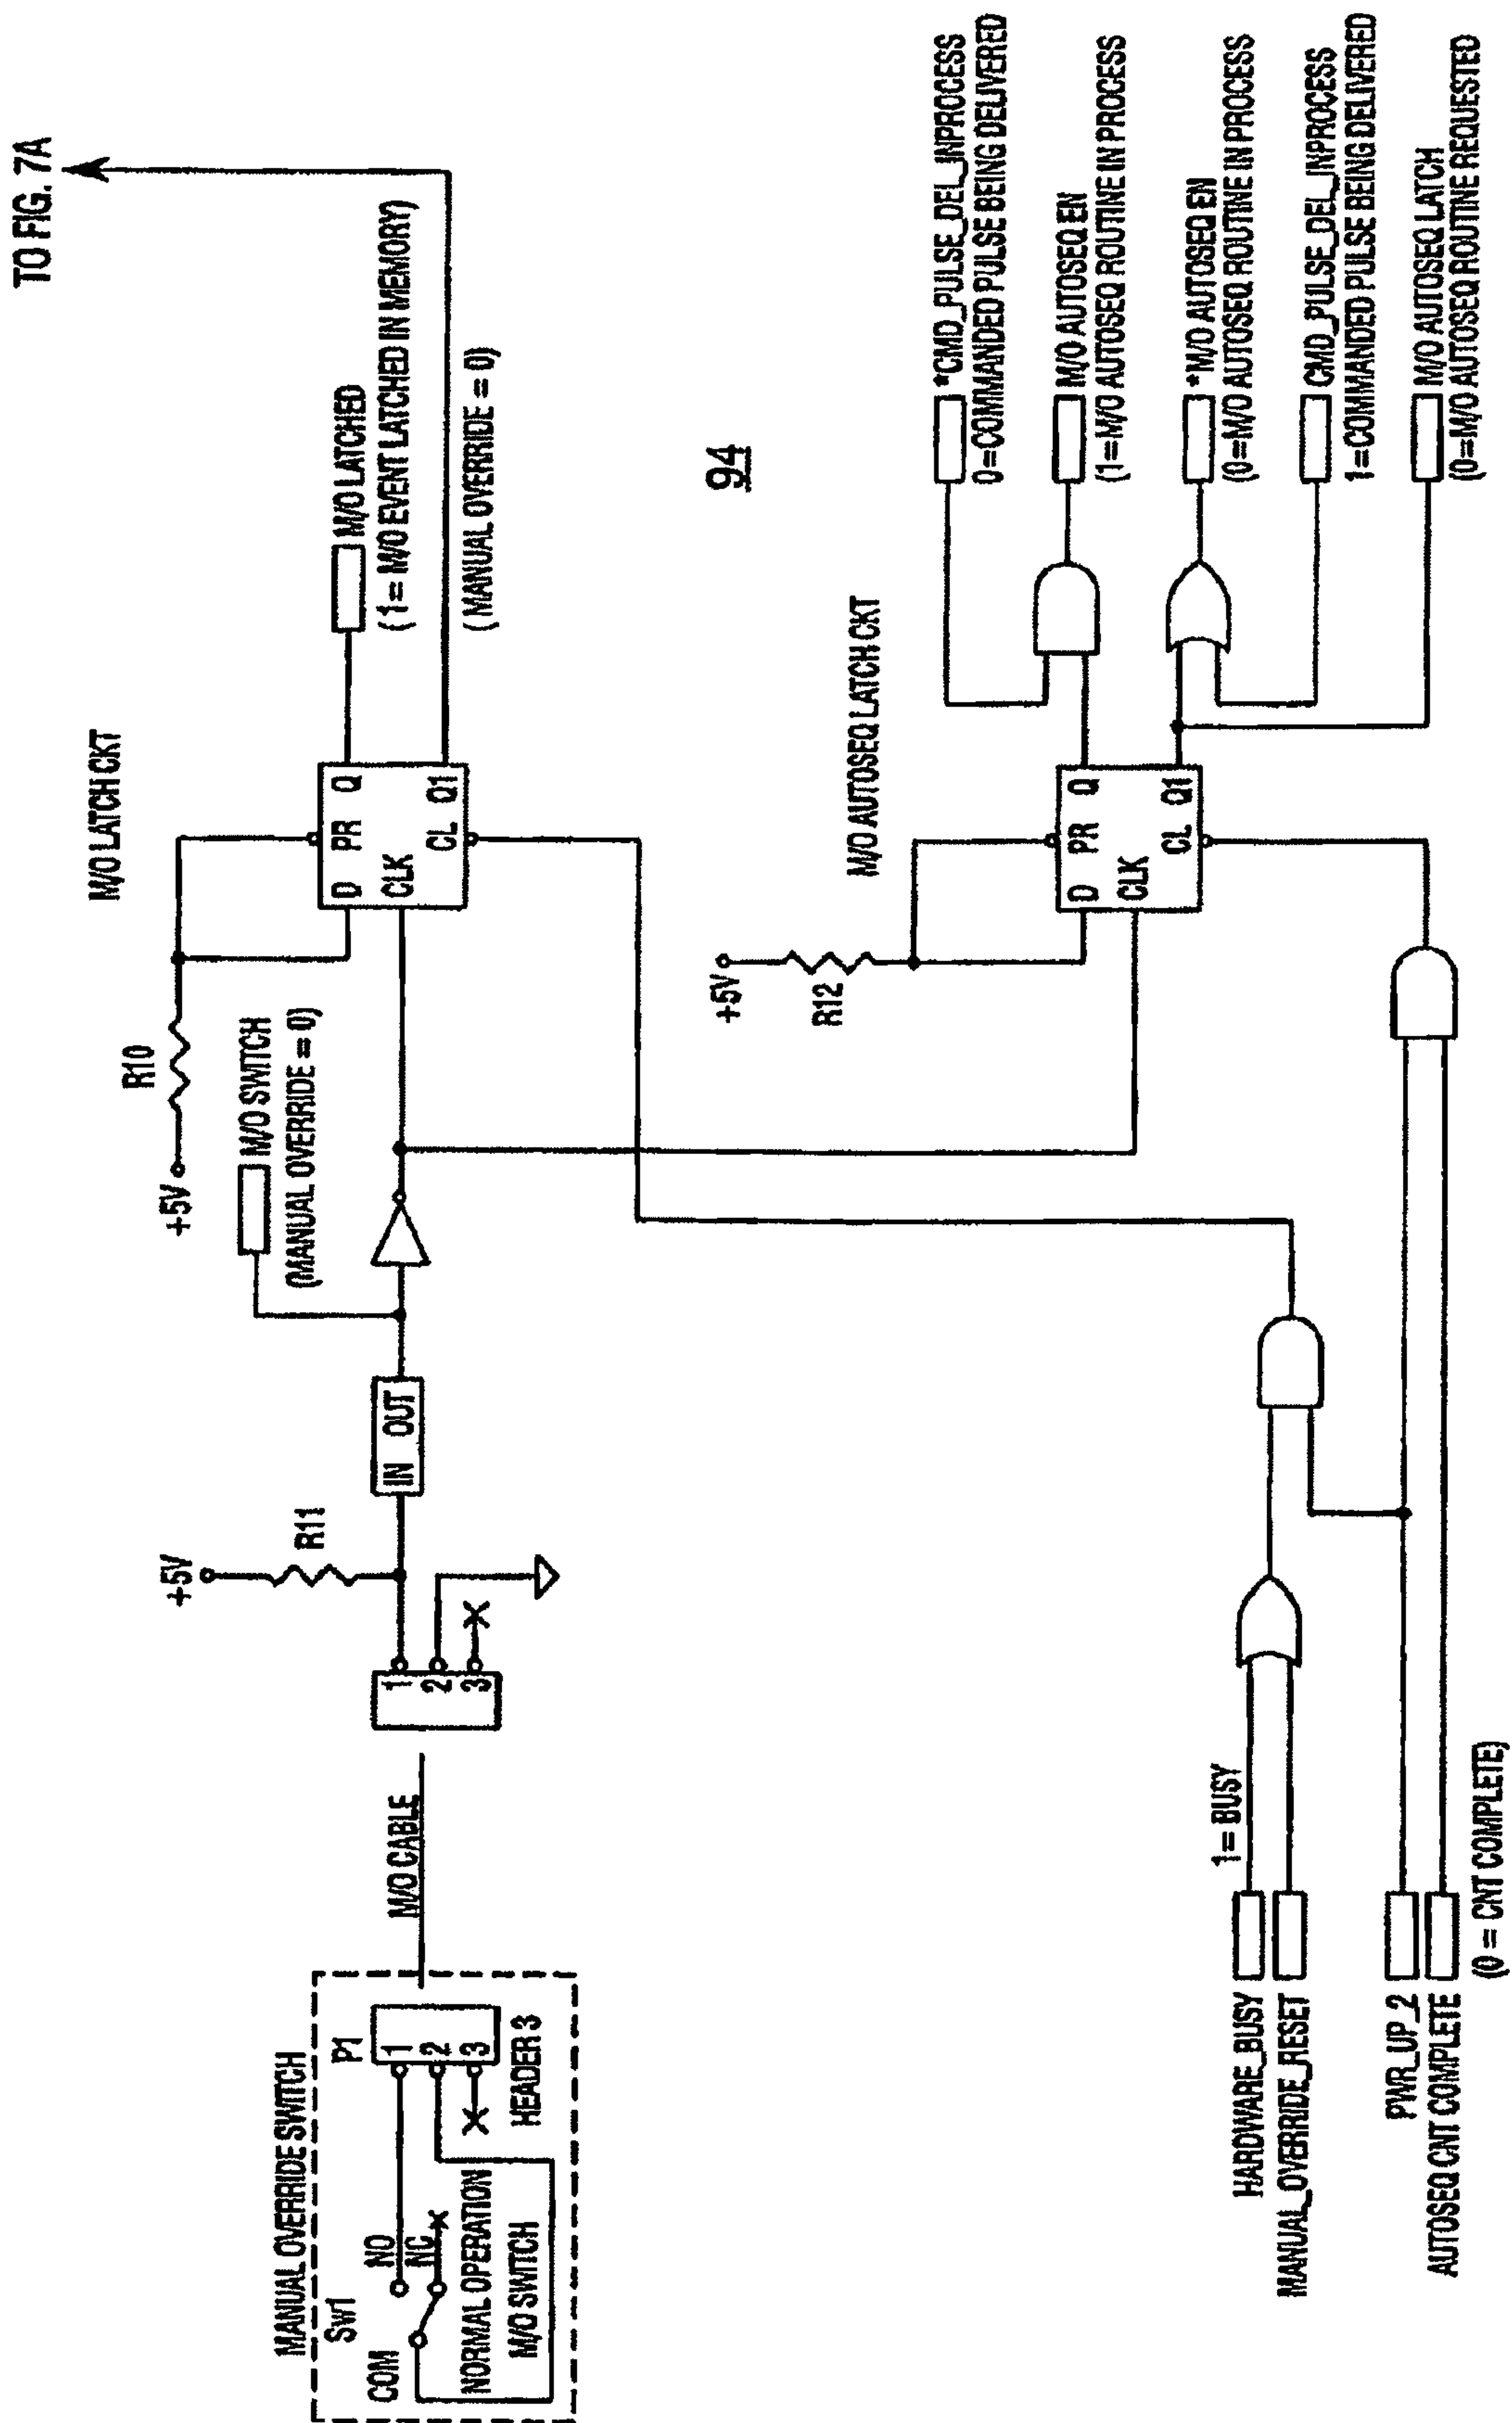 TO FIG. 7A
M/O LATCH CKT
R10
+5V
M/O SWITCH
(MANUAL OVERRIDE = 0)
D PR Q
CLK
CL Q1
M/O LATCHED
( 1= M/O EVENT LATCHED IN MEMORY)
( MANUAL OVERRIDE = 0)
+5V
R11
IN OUT
1
2
3
M/O CABLE
MANUAL OVERRIDE SWITCH
Sw1
P1
COM
NO
NC
1
2
3
NORMAL OPERATION
M/O SWITCH
HEADER 3
94
M/O AUTOSEQ LATCH CKT
+5V
R12
D PR Q
CLK
CL Q1
*CMD_PULSE_DEL_INPROCESS
0=COMMANDED PULSE BEING DELIVERED
M/O AUTOSEQ EN
(1=M/O AUTOSEQ ROUTINE IN PROCESS
*M/O AUTOSEQ EN
(0=M/O AUTOSEQ ROUTINE IN PROCESS
CMD_PULSE_DEL_INPROCESS
1=COMMANDED PULSE BEING DELIVERED
M/O AUTOSEQ LATCH
(0=M/O AUTOSEQ ROUTINE REQUESTED
1= BUSY
HARDWARE_BUSY
MANUAL_OVERRIDE_RESET
PWR_UP_2
AUTOSEQ CNT COMPLETE
(0 = CNT COMPLETE)